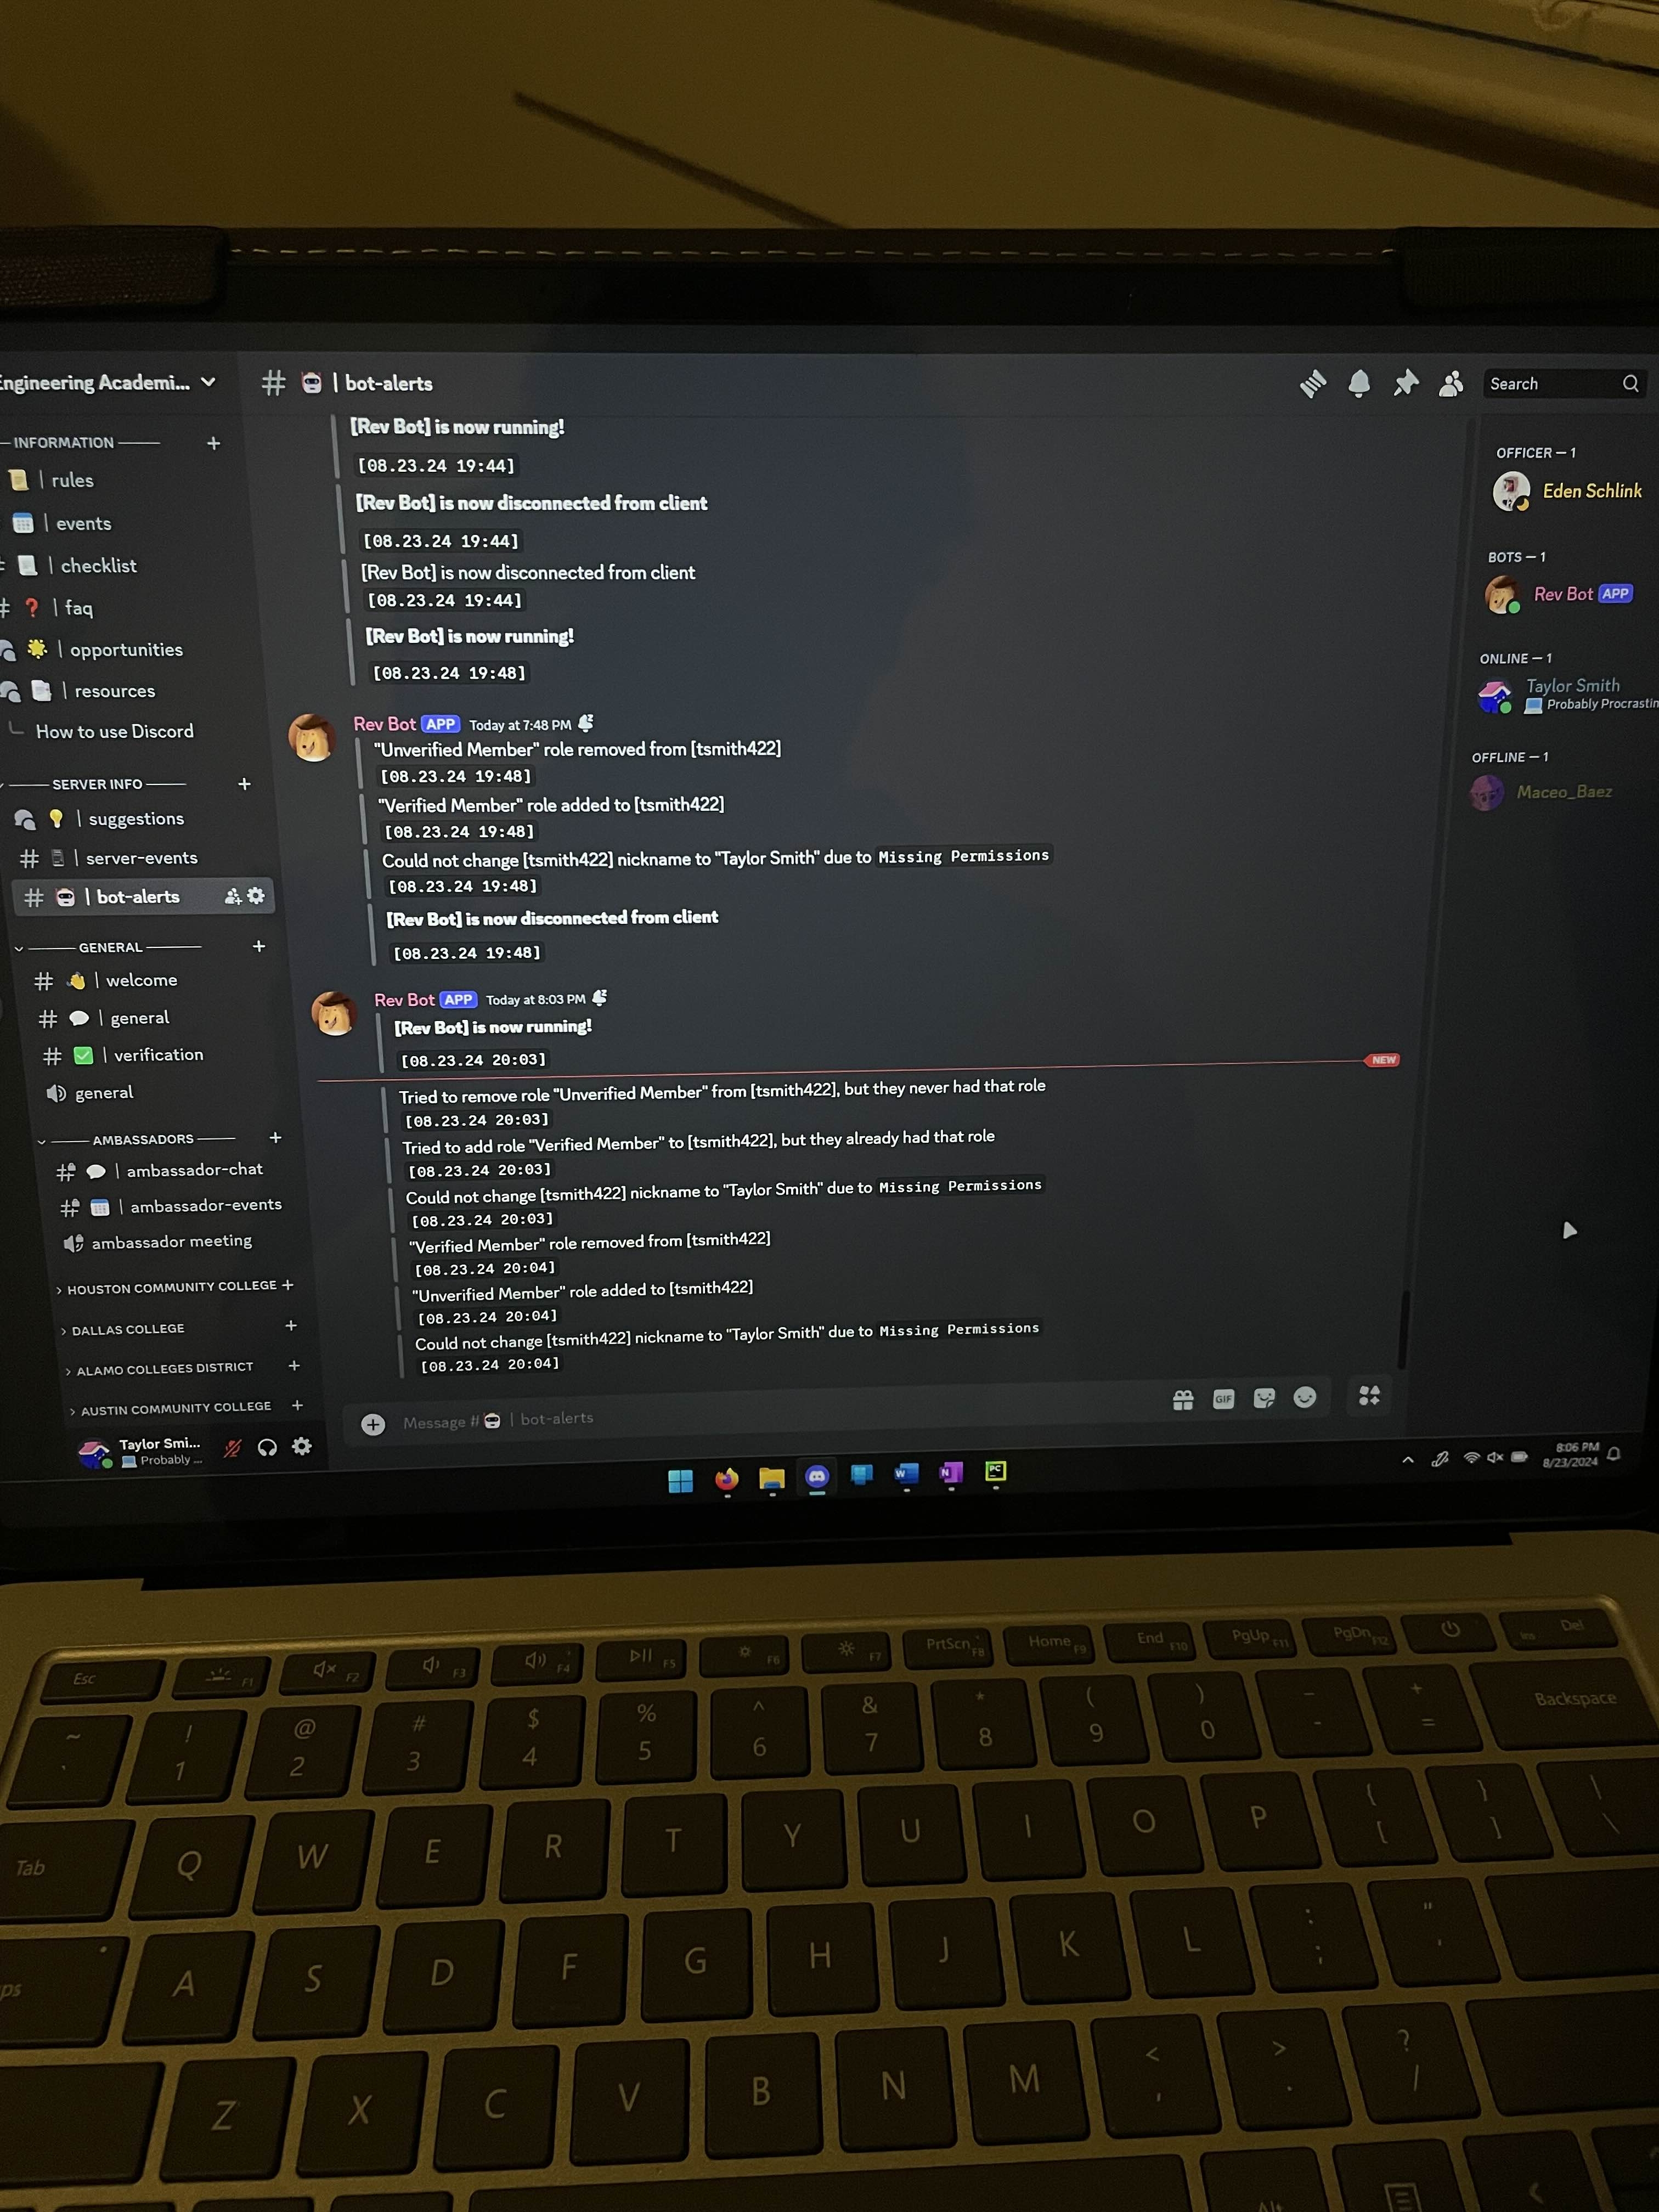 Engineering Academi...
INFORMATION
rules
events
checklist
faq
opportunities
resources
How to use Discord
SERVER INFO
suggestions
server-events
bot-alerts
GENERAL
welcome
general
verification
general
AMBASSADORS
ambassador-chat
ambassador-events
ambassador meeting
HOUSTON COMMUNITY COLLEGE
DALLAS COLLEGE
ALAMO COLLEGES DISTRICT
AUSTIN COMMUNITY COLLEGE
Taylor Smi...
Probably ...
# | bot-alerts
Search
[Rev Bot] is now running!
[08.23.24 19:44]
[Rev Bot] is now disconnected from client
[08.23.24 19:44]
[Rev Bot] is now disconnected from client
[08.23.24 19:44]
[Rev Bot] is now running!
[08.23.24 19:48]
Rev Bot APP Today at 7:48 PM
"Unverified Member" role removed from [tsmith422]
[08.23.24 19:48]
"Verified Member" role added to [tsmith422]
[08.23.24 19:48]
Could not change [tsmith422] nickname to "Taylor Smith" due to Missing Permissions
[08.23.24 19:48]
[Rev Bot] is now disconnected from client
[08.23.24 19:48]
Rev Bot APP Today at 8:03 PM
[Rev Bot] is now running!
[08.23.24 20:03]
NEW
Tried to remove role "Unverified Member" from [tsmith422], but they never had that role
[08.23.24 20:03]
Tried to add role "Verified Member" to [tsmith422], but they already had that role
[08.23.24 20:03]
Could not change [tsmith422] nickname to "Taylor Smith" due to Missing Permissions
[08.23.24 20:03]
"Verified Member" role removed from [tsmith422]
[08.23.24 20:04]
"Unverified Member" role added to [tsmith422]
[08.23.24 20:04]
Could not change [tsmith422] nickname to "Taylor Smith" due to Missing Permissions
[08.23.24 20:04]
Message # | bot-alerts
GIF
OFFICER — 1
Eden Schlink
BOTS — 1
Rev Bot APP
ONLINE — 1
Taylor Smith
Probably Procrastin
OFFLINE — 1
Maceo_Baez
W N PC
8:06 PM
8/23/2024
Esc F1 F2 F3 F4 F5 F6 F7 PrtScn F8 Home F9 End F10 PgUp F11 PgDn F12 Ins Del
~ ` ! 1 @ 2 # 3 $ 4 % 5 ^ 6 & 7 * 8 ( 9 ) 0 _ - + = Backspace
Tab Q W E R T Y U I O P { [ } ] | \
ps A S D F G H J K L : ; " '
Z X C V B N M < , > . ? /
Alt